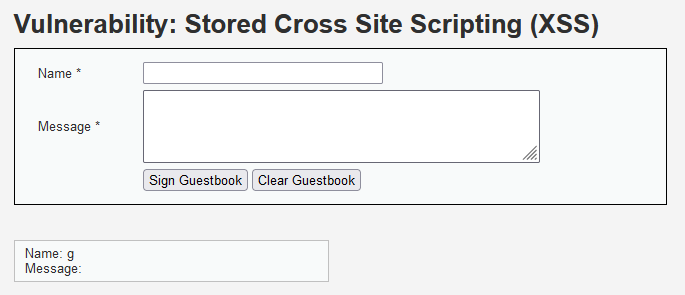 Vulnerability: Stored Cross Site Scripting (XSS)
Name *
Message *
Sign Guestbook Clear Guestbook
Name: g
Message: